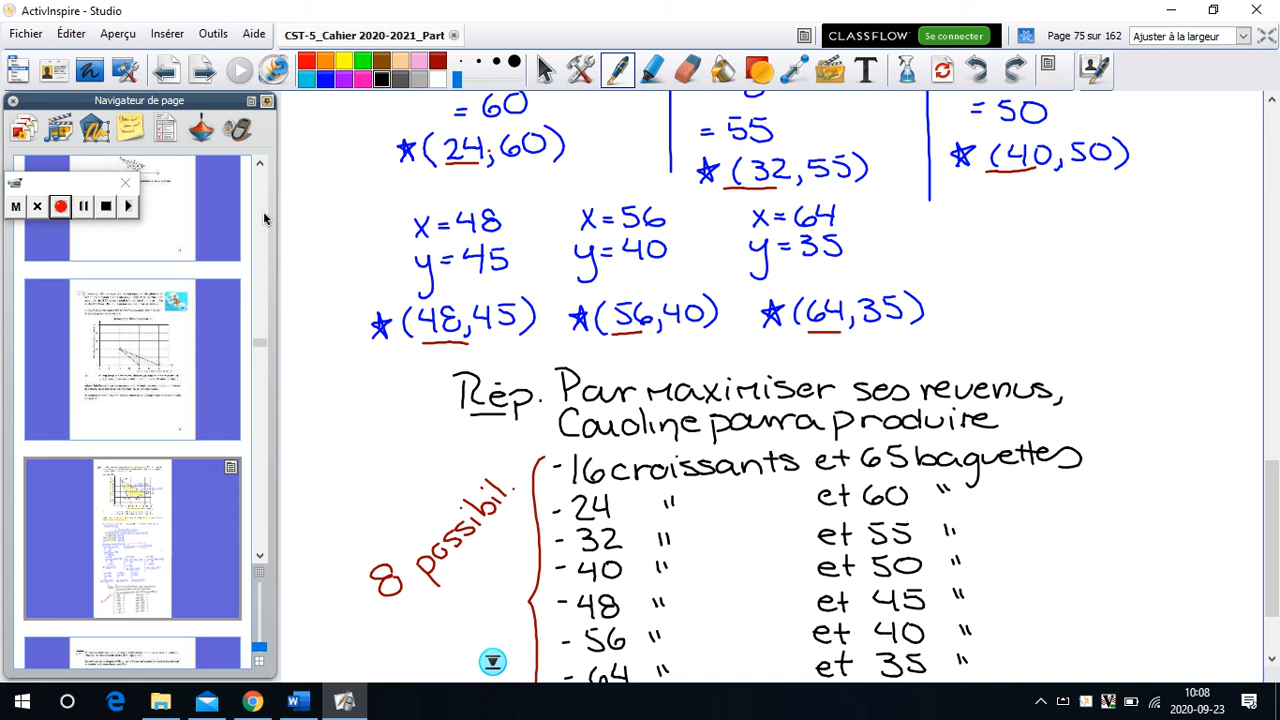 ActivInspire - Studio
Fichier Éditer Aperçu Insérer Outils Aide
CST-5_Cahier 2020-2021_Part
CLASSFLOW Se connecter
Page 75 sur 162
Ajuster à la largeur
Navigateur de page
M
= 60
= 55
= 50
★(24;60)
★(32,55)
★(40,50)
x=48 x=56 x=64
y=45 y=40 y=35
★(48,45) ★(56,40) ★(64,35)
Rép. Pour maximiser ses revenus,
Caroline pourra produire
-16 croissants et 65 baguettes
-24 " et 60 "
-32 " et 55 "
-40 " et 50 "
-48 " et 45 "
-56 " et 40 "
-64 " et 35 "
8 possibil.
10:08
2020-09-23